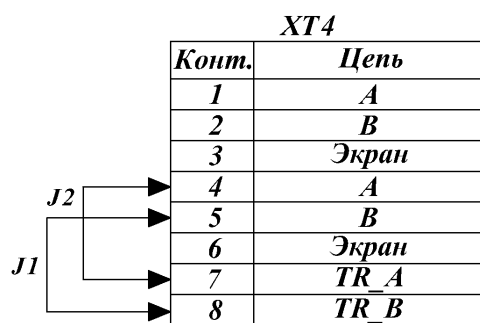 XT4
Конт. Цепь
1 A
2 B
3 Экран
4 A
J2
5 B
6 Экран
J1
7 TR_A
8 TR_B